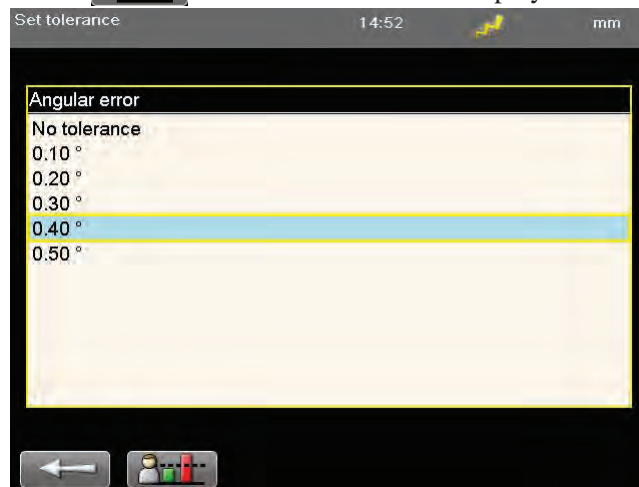 Set tolerance 14:52 mm
Angular error
No tolerance
0.10 °
0.20 °
0.30 °
0.40 °
0.50 °